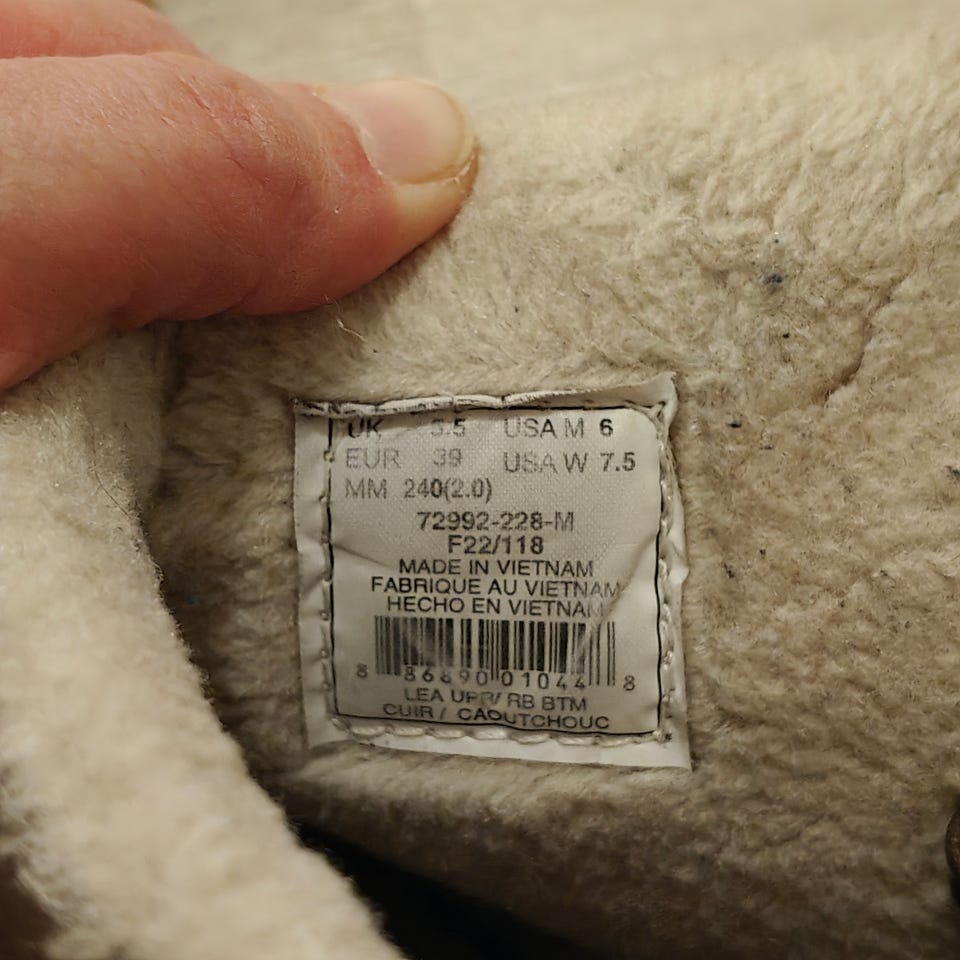 UK 5.5 USA M 6
EUR 39 USA W 7.5
MM 240(2.0)
72992-228-M
F22/118
MADE IN VIETNAM
FABRIQUE AU VIETNAM
HECHO EN VIETNAM
8 86890 01044 8
LEA UPR/ RB BTM
CUIR / CAOUTCHOUC